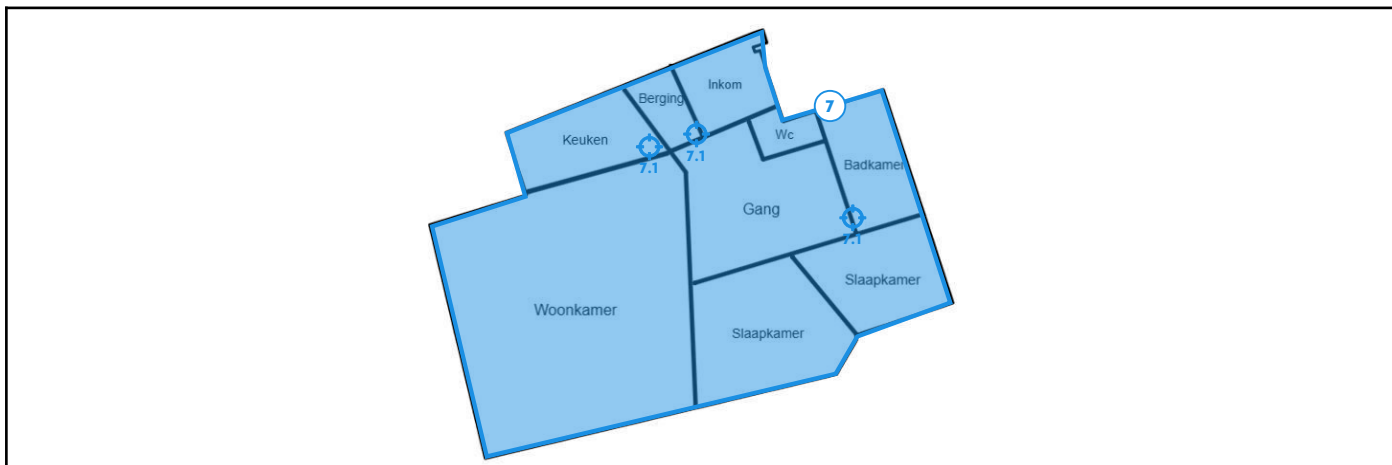 Inkom
Berging
7
Keuken
Wc
7.1
7.1
Badkamer
Gang
7.1
Slaapkamer
Woonkamer
Slaapkamer